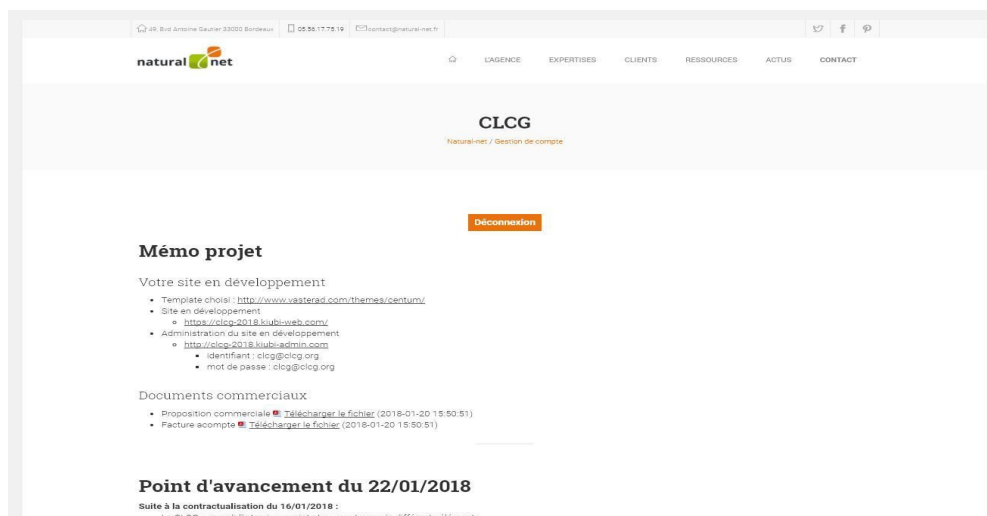 49, Bvd Antoine Gautier 33000 Bordeaux 05.56.17.75.19 contact@natural-net.fr
natural net L'AGENCE EXPERTISES CLIENTS RESSOURCES ACTUS CONTACT
CLCG
Natural-net / Gestion de compte
Déconnexion
Mémo projet
Votre site en développement
Template choisi : http://www.vasterad.com/themes/centum/
Site en développement
https://clcg-2018.kiubi-web.com/
Administration du site en développement
http://clcg-2018.kiubi-admin.com
identifiant : clcg@clcg.org
mot de passe : clcg@clcg.org
Documents commerciaux
Proposition commerciale Télécharger le fichier (2018-01-20 15:50:51)
Facture acompte Télécharger le fichier (2018-01-20 15:50:51)
Point d'avancement du 22/01/2018
Suite à la contractualisation du 16/01/2018 :